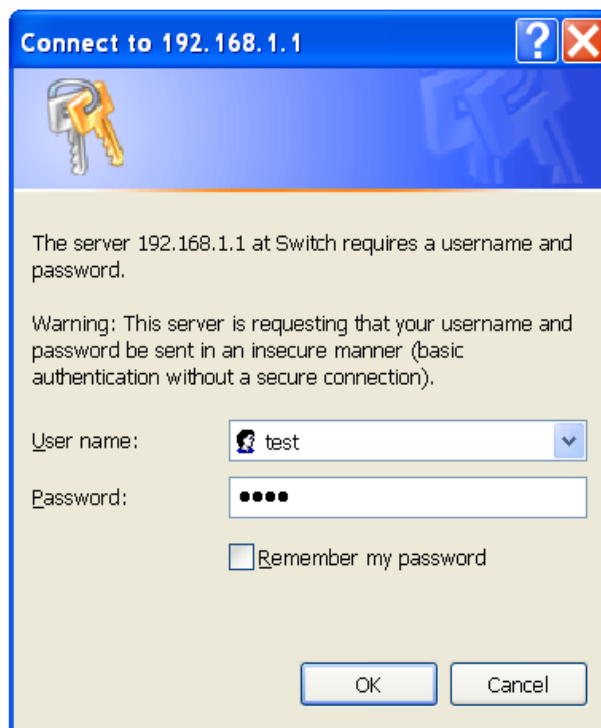 Connect to 192.168.1.1
The server 192.168.1.1 at Switch requires a username and
password.
Warning: This server is requesting that your username and
password be sent in an insecure manner (basic
authentication without a secure connection).
User name: test
Password: ••••
Remember my password
OK Cancel